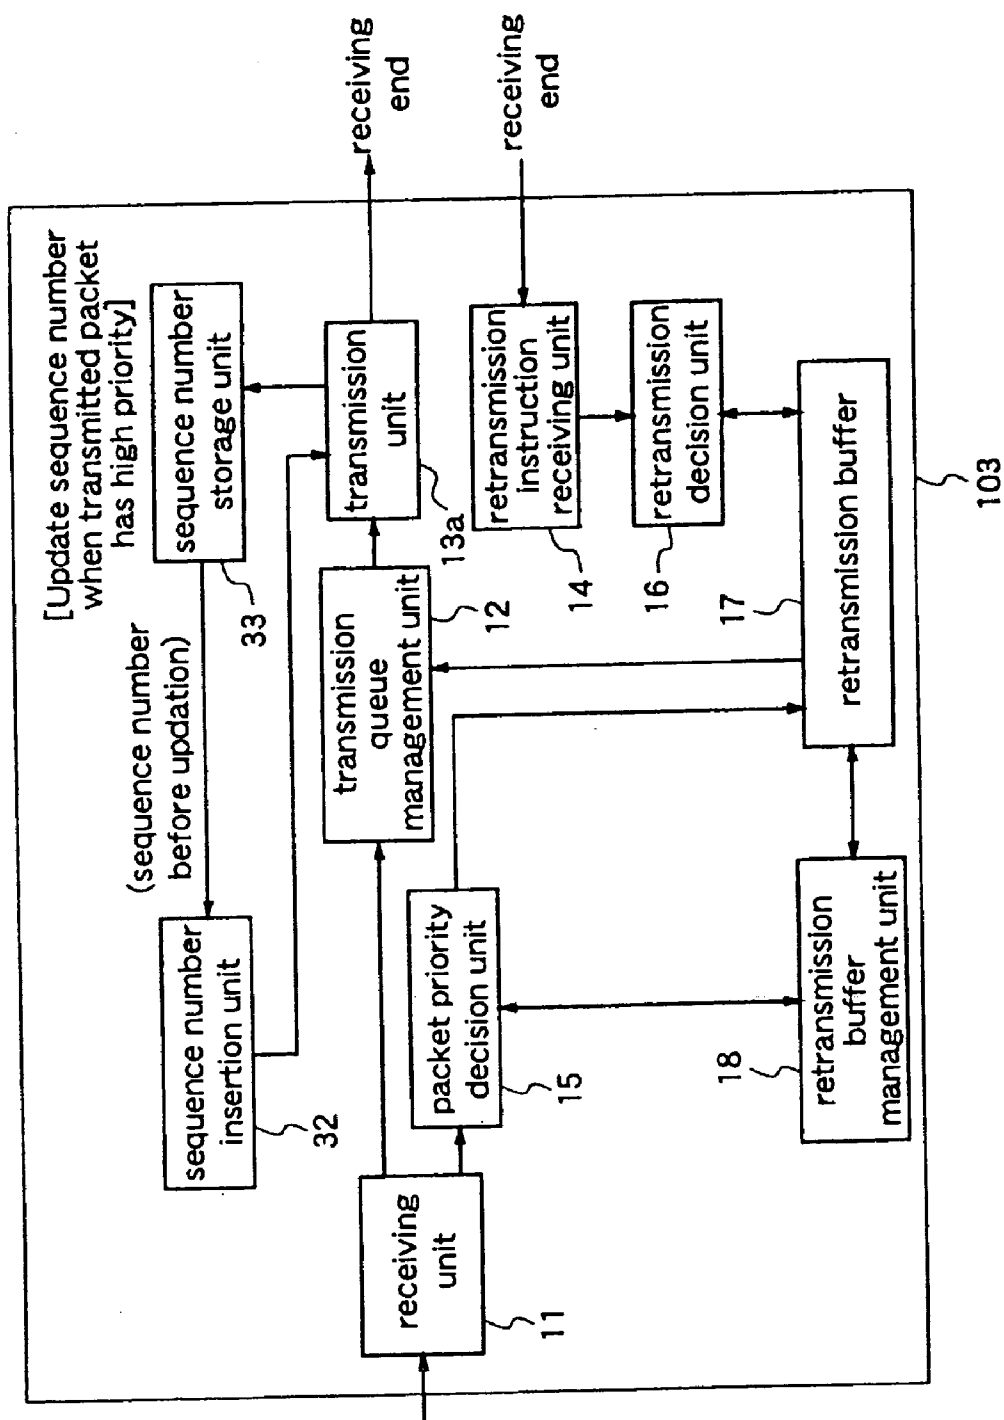 [Update sequence number
when transmitted packet
has high priority]
(sequence number
before updation)
sequence number
insertion unit
32
sequence number
storage unit
33
receiving
end
transmission
unit
13a
transmission
queue
management unit
12
receiving
unit
11
packet priority
decision unit
15
receiving
end
retransmission
instruction
receiving unit
14
retransmission
decision unit
16
retransmission buffer
17
retransmission
buffer
management unit
18
103